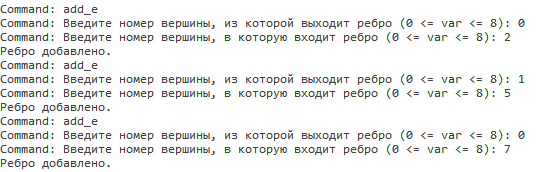 Command: add_e
Command: Введите номер вершины, из которой выходит ребро (0 <= var <= 8): 0
Command: Введите номер вершины, в которую входит ребро (0 <= var <= 8): 2
Ребро добавлено.
Command: add_e
Command: Введите номер вершины, из которой выходит ребро (0 <= var <= 8): 1
Command: Введите номер вершины, в которую входит ребро (0 <= var <= 8): 5
Ребро добавлено.
Command: add_e
Command: Введите номер вершины, из которой выходит ребро (0 <= var <= 8): 0
Command: Введите номер вершины, в которую входит ребро (0 <= var <= 8): 7
Ребро добавлено.